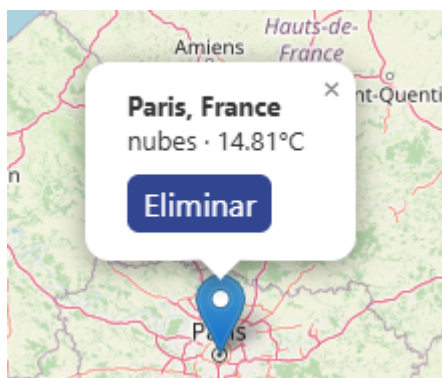 Hauts-de-
France
Amiens
nt-Quenti
×
Paris, France
nubes · 14.81°C
Eliminar
n
Paris